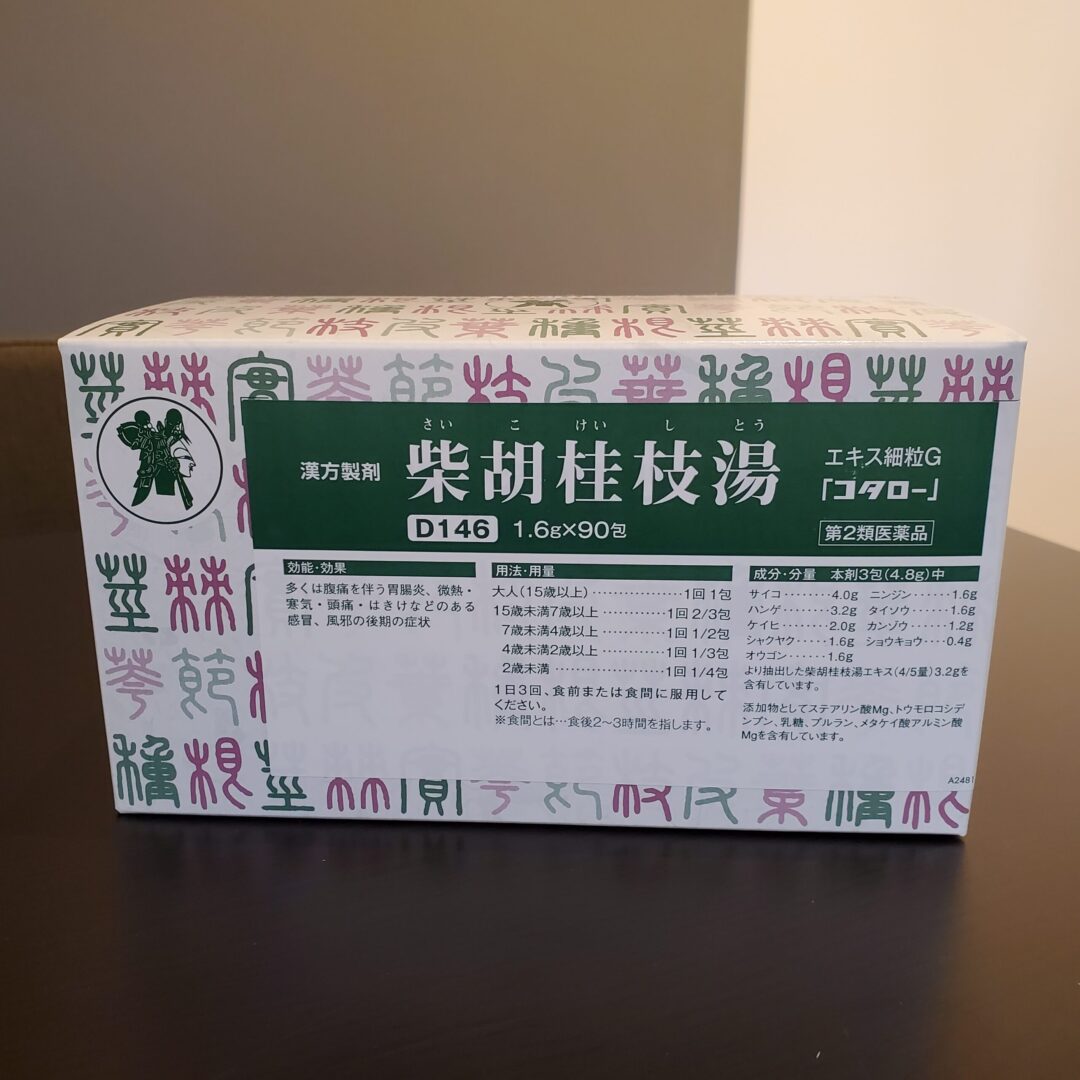 さいこけいしとう
漢方製剤 柴胡桂枝湯 エキス細粒G
「コタロー」
D146 1.6g×90包 第2類医薬品
効能・効果
多くは腹痛を伴う胃腸炎、微熱・
寒気・頭痛・はきけなどのある
感冒、風邪の後期の症状
用法・用量
大人(15歳以上)……………………1回 1包
15歳未満7歳以上……………1回 2/3包
7歳未満4歳以上……………1回 1/2包
4歳未満2歳以上……………1回 1/3包
2歳未満……………………1回 1/4包
1日3回、食前または食間に服用して
ください。
※食間とは…食後2〜3時間を指します。
成分・分量 本剤3包(4.8g)中
サイコ……… 4.0g ニンジン……1.6g
ハンゲ……… 3.2g タイソウ……1.6g
ケイヒ……… 2.0g カンゾウ……1.2g
シャクヤク…… 1.6g ショウキョウ…0.4g
オウゴン…… 1.6g
より抽出した柴胡桂枝湯エキス(4/5量)3.2gを
含有しています。
添加物としてステアリン酸Mg、トウモロコシデ
ンプン、乳糖、プルラン、メタケイ酸アルミン酸
Mgを含有しています。
A2481